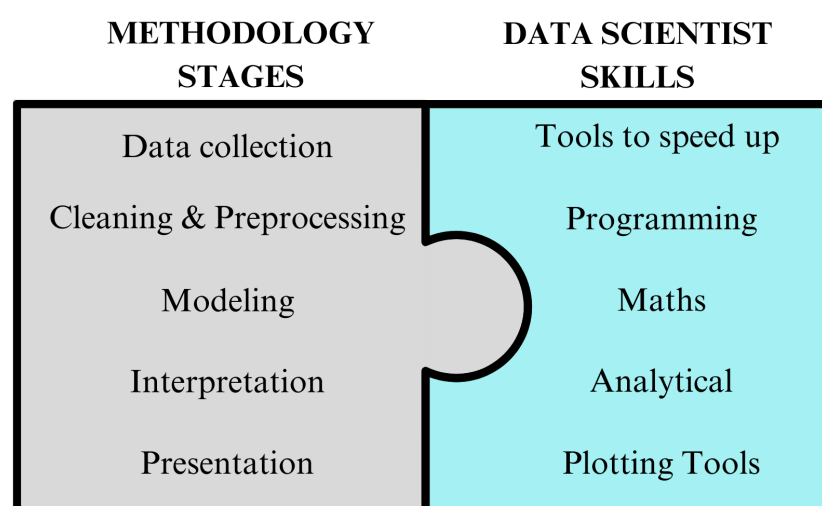 METHODOLOGY
STAGES
DATA SCIENTIST
SKILLS
Data collection
Tools to speed up
Cleaning & Preprocessing
Programming
Modeling
Maths
Interpretation
Analytical
Presentation
Plotting Tools